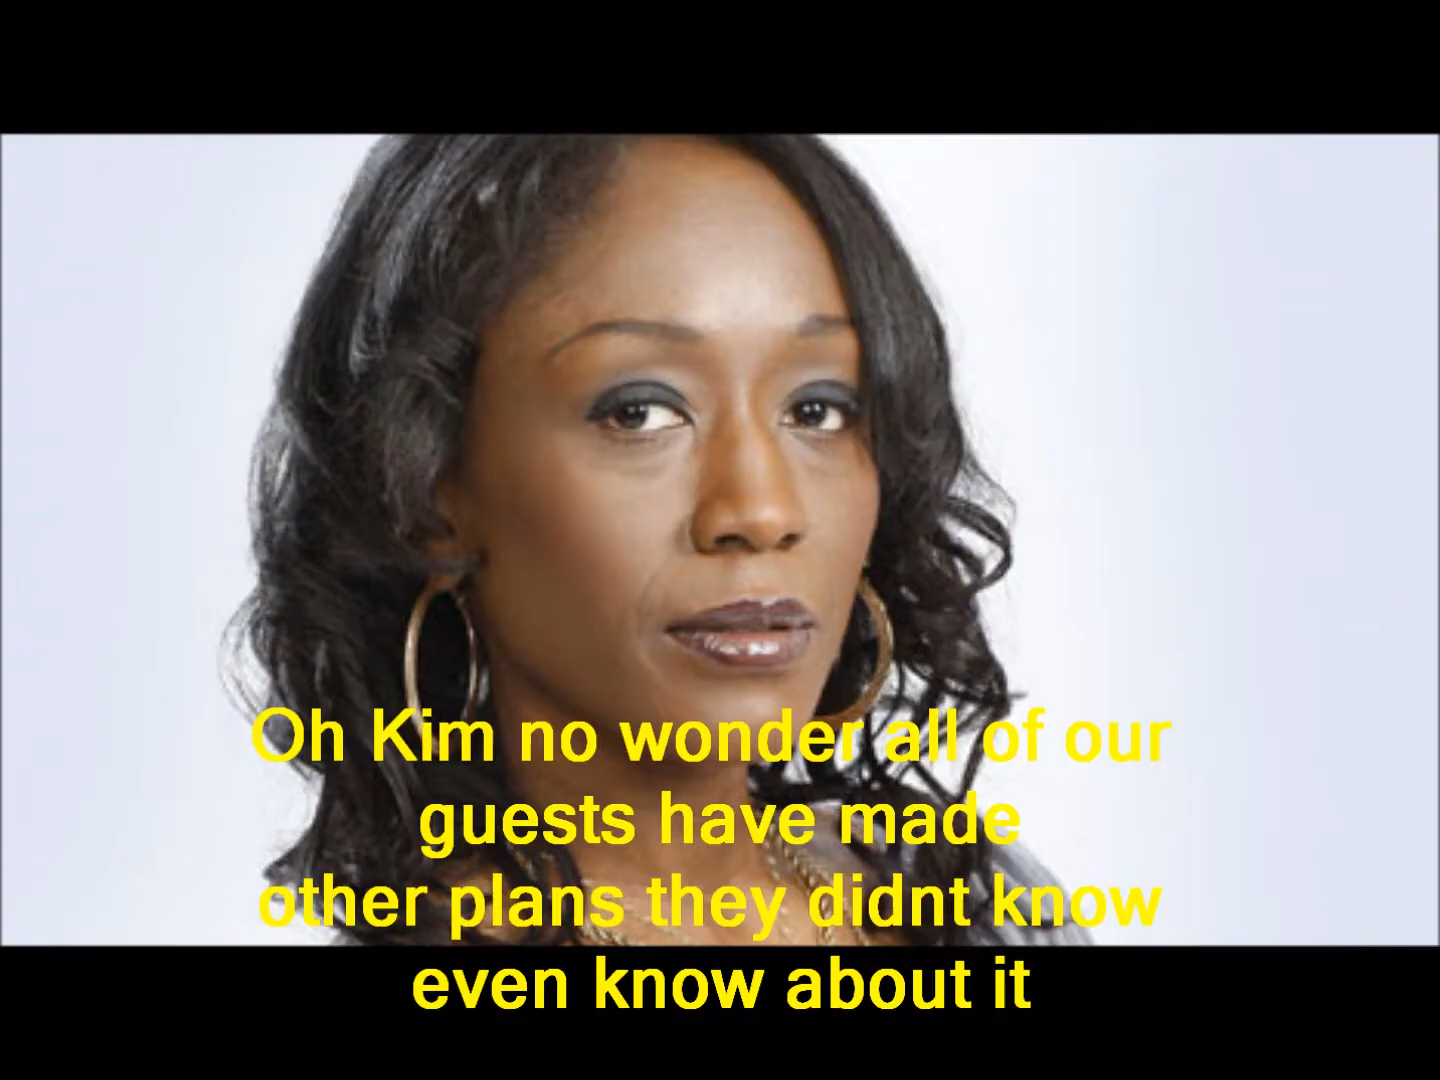 Oh Kim no wonder all of our
guests have made
other plans they didnt know
even know about it